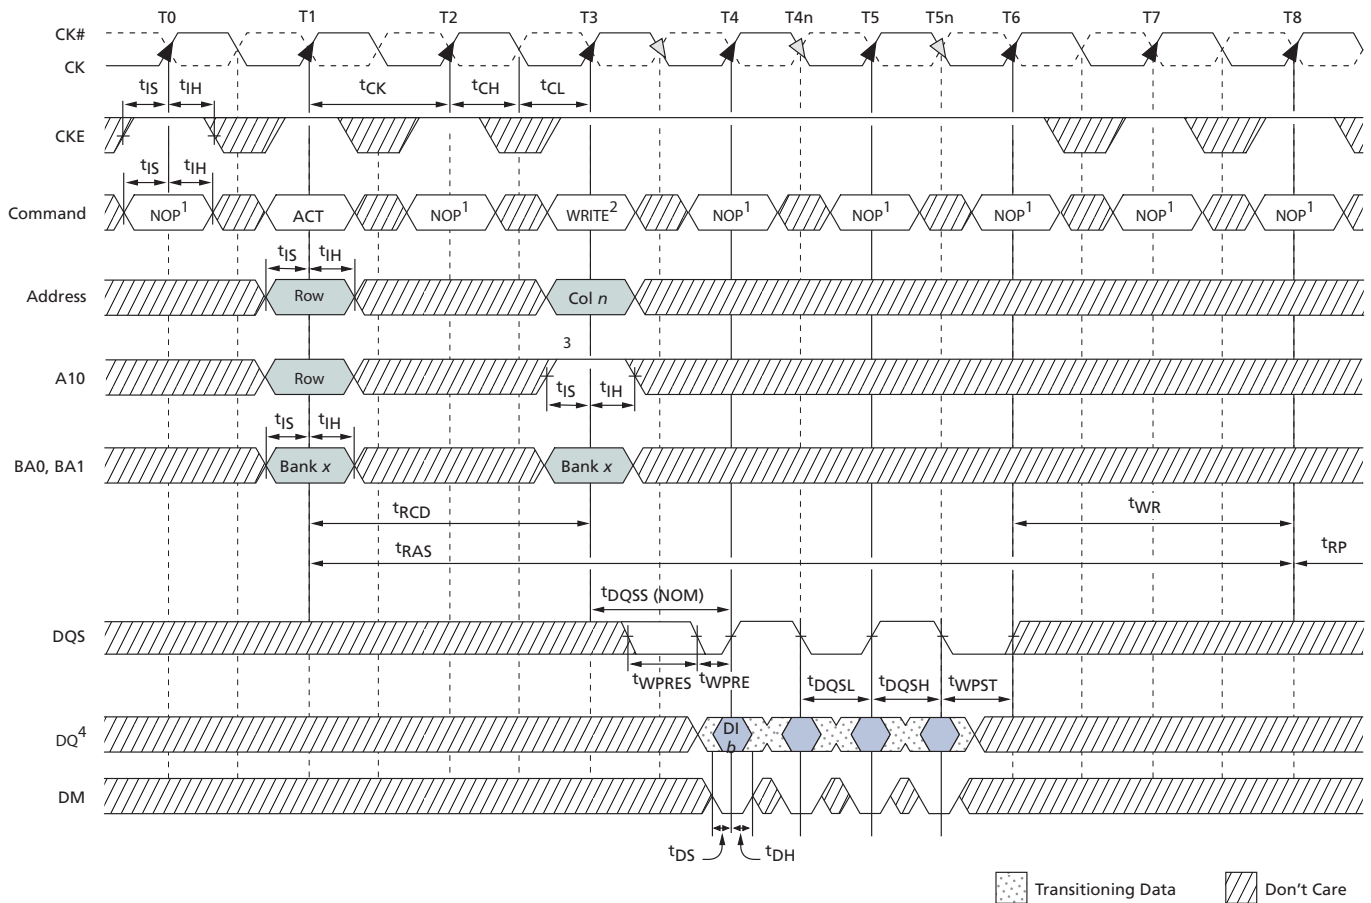 T0 T1 T2 T3 T4 T4n T5 T5n T6 T7 T8
CK#
CK
tIS tIH tCK tCH tCL
CKE
tIS tIH
Command NOP1 ACT NOP1 WRITE2 NOP1 NOP1 NOP1 NOP1 NOP1
tIS tIH
Address Row Col n
3
A10 Row
tIS tIH
tIS tIH
BA0, BA1 Bank x Bank x
tRCD tWR
tRAS tRP
tDQSS (NOM)
DQS
tWPRES tWPRE tDQSL tDQSH tWPST
DQ4 DI
b
DM
tDS tDH
Transitioning Data Don't Care